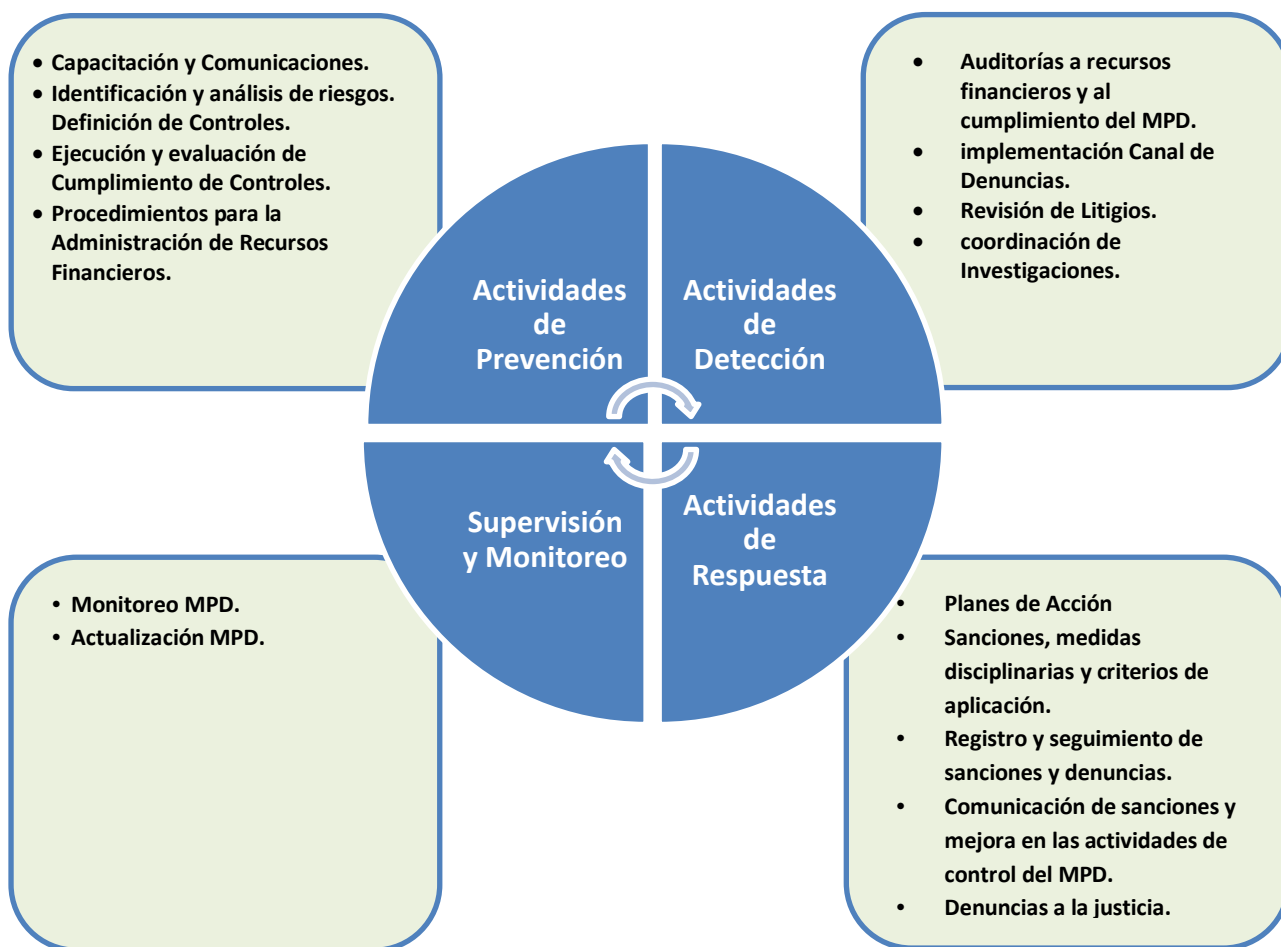 • Capacitación y Comunicaciones.
• Identificación y análisis de riesgos.
Definición de Controles.
• Ejecución y evaluación de
Cumplimiento de Controles.
• Procedimientos para la
Administración de Recursos
Financieros.
• Auditorías a recursos
financieros y al
cumplimiento del MPD.
• implementación Canal de
Denuncias.
• Revisión de Litigios.
• coordinación de
Investigaciones.
Actividades
de
Prevención
Actividades
de
Detección
Supervisión
y Monitoreo
Actividades
de
Respuesta
• Monitoreo MPD.
• Actualización MPD.
• Planes de Acción
• Sanciones, medidas
disciplinarias y criterios de
aplicación.
• Registro y seguimiento de
sanciones y denuncias.
• Comunicación de sanciones y
mejora en las actividades de
control del MPD.
• Denuncias a la justicia.